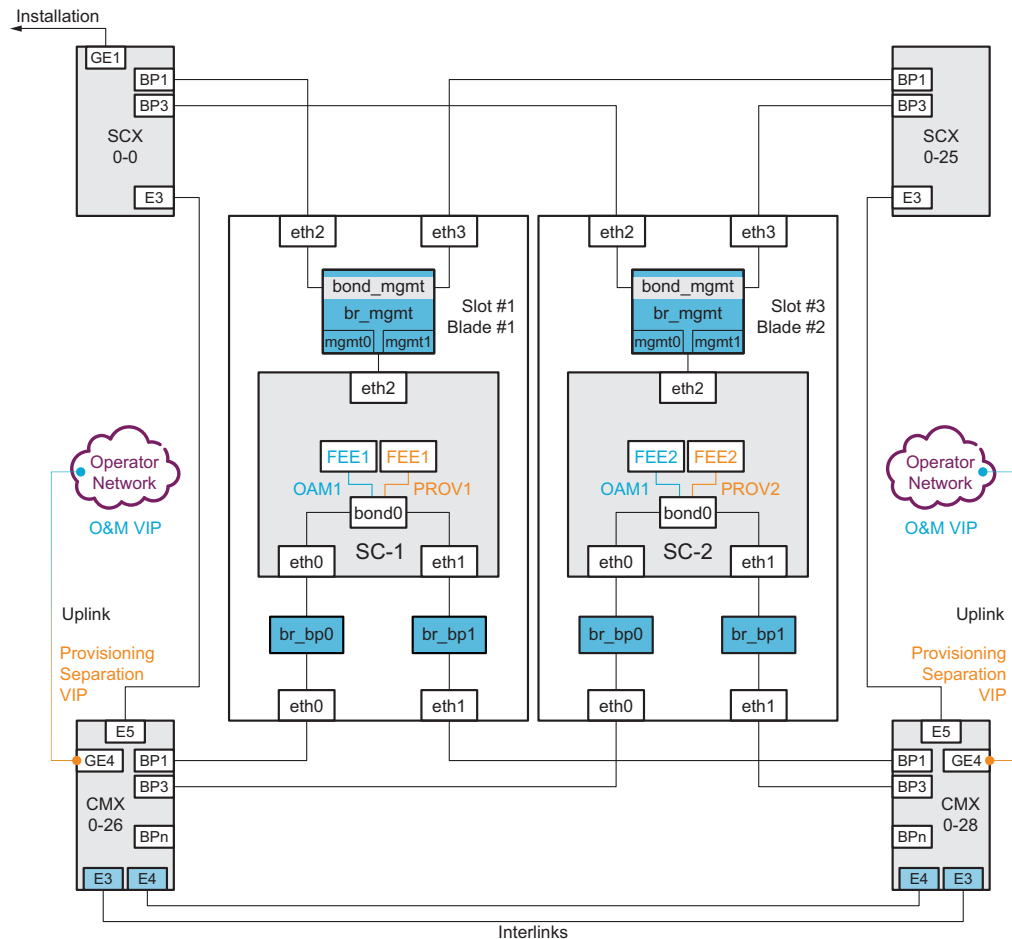 Installation
GE1
BP1
BP3
SCX
0-0
E3
BP1
BP3
SCX
0-25
E3
eth2
eth3
bond_mgmt
br_mgmt
mgmt0
mgmt1
Slot #1
Blade #1
eth2
FEE1
FEE1
OAM1
PROV1
bond0
SC-1
eth0
eth1
br_bp0
br_bp1
eth0
eth1
eth2
eth3
bond_mgmt
br_mgmt
mgmt0
mgmt1
Slot #3
Blade #2
eth2
FEE2
FEE2
OAM1
PROV2
bond0
SC-2
eth0
eth1
br_bp0
br_bp1
eth0
eth1
Operator
Network
O&M VIP
Uplink
Provisioning
Separation
VIP
Operator
Network
O&M VIP
Uplink
Provisioning
Separation
VIP
E5
GE4
BP1
BP3
CMX
0-26
BPn
E3
E4
E5
BP1
GE4
BP3
CMX
0-28
BPn
E4
E3
Interlinks